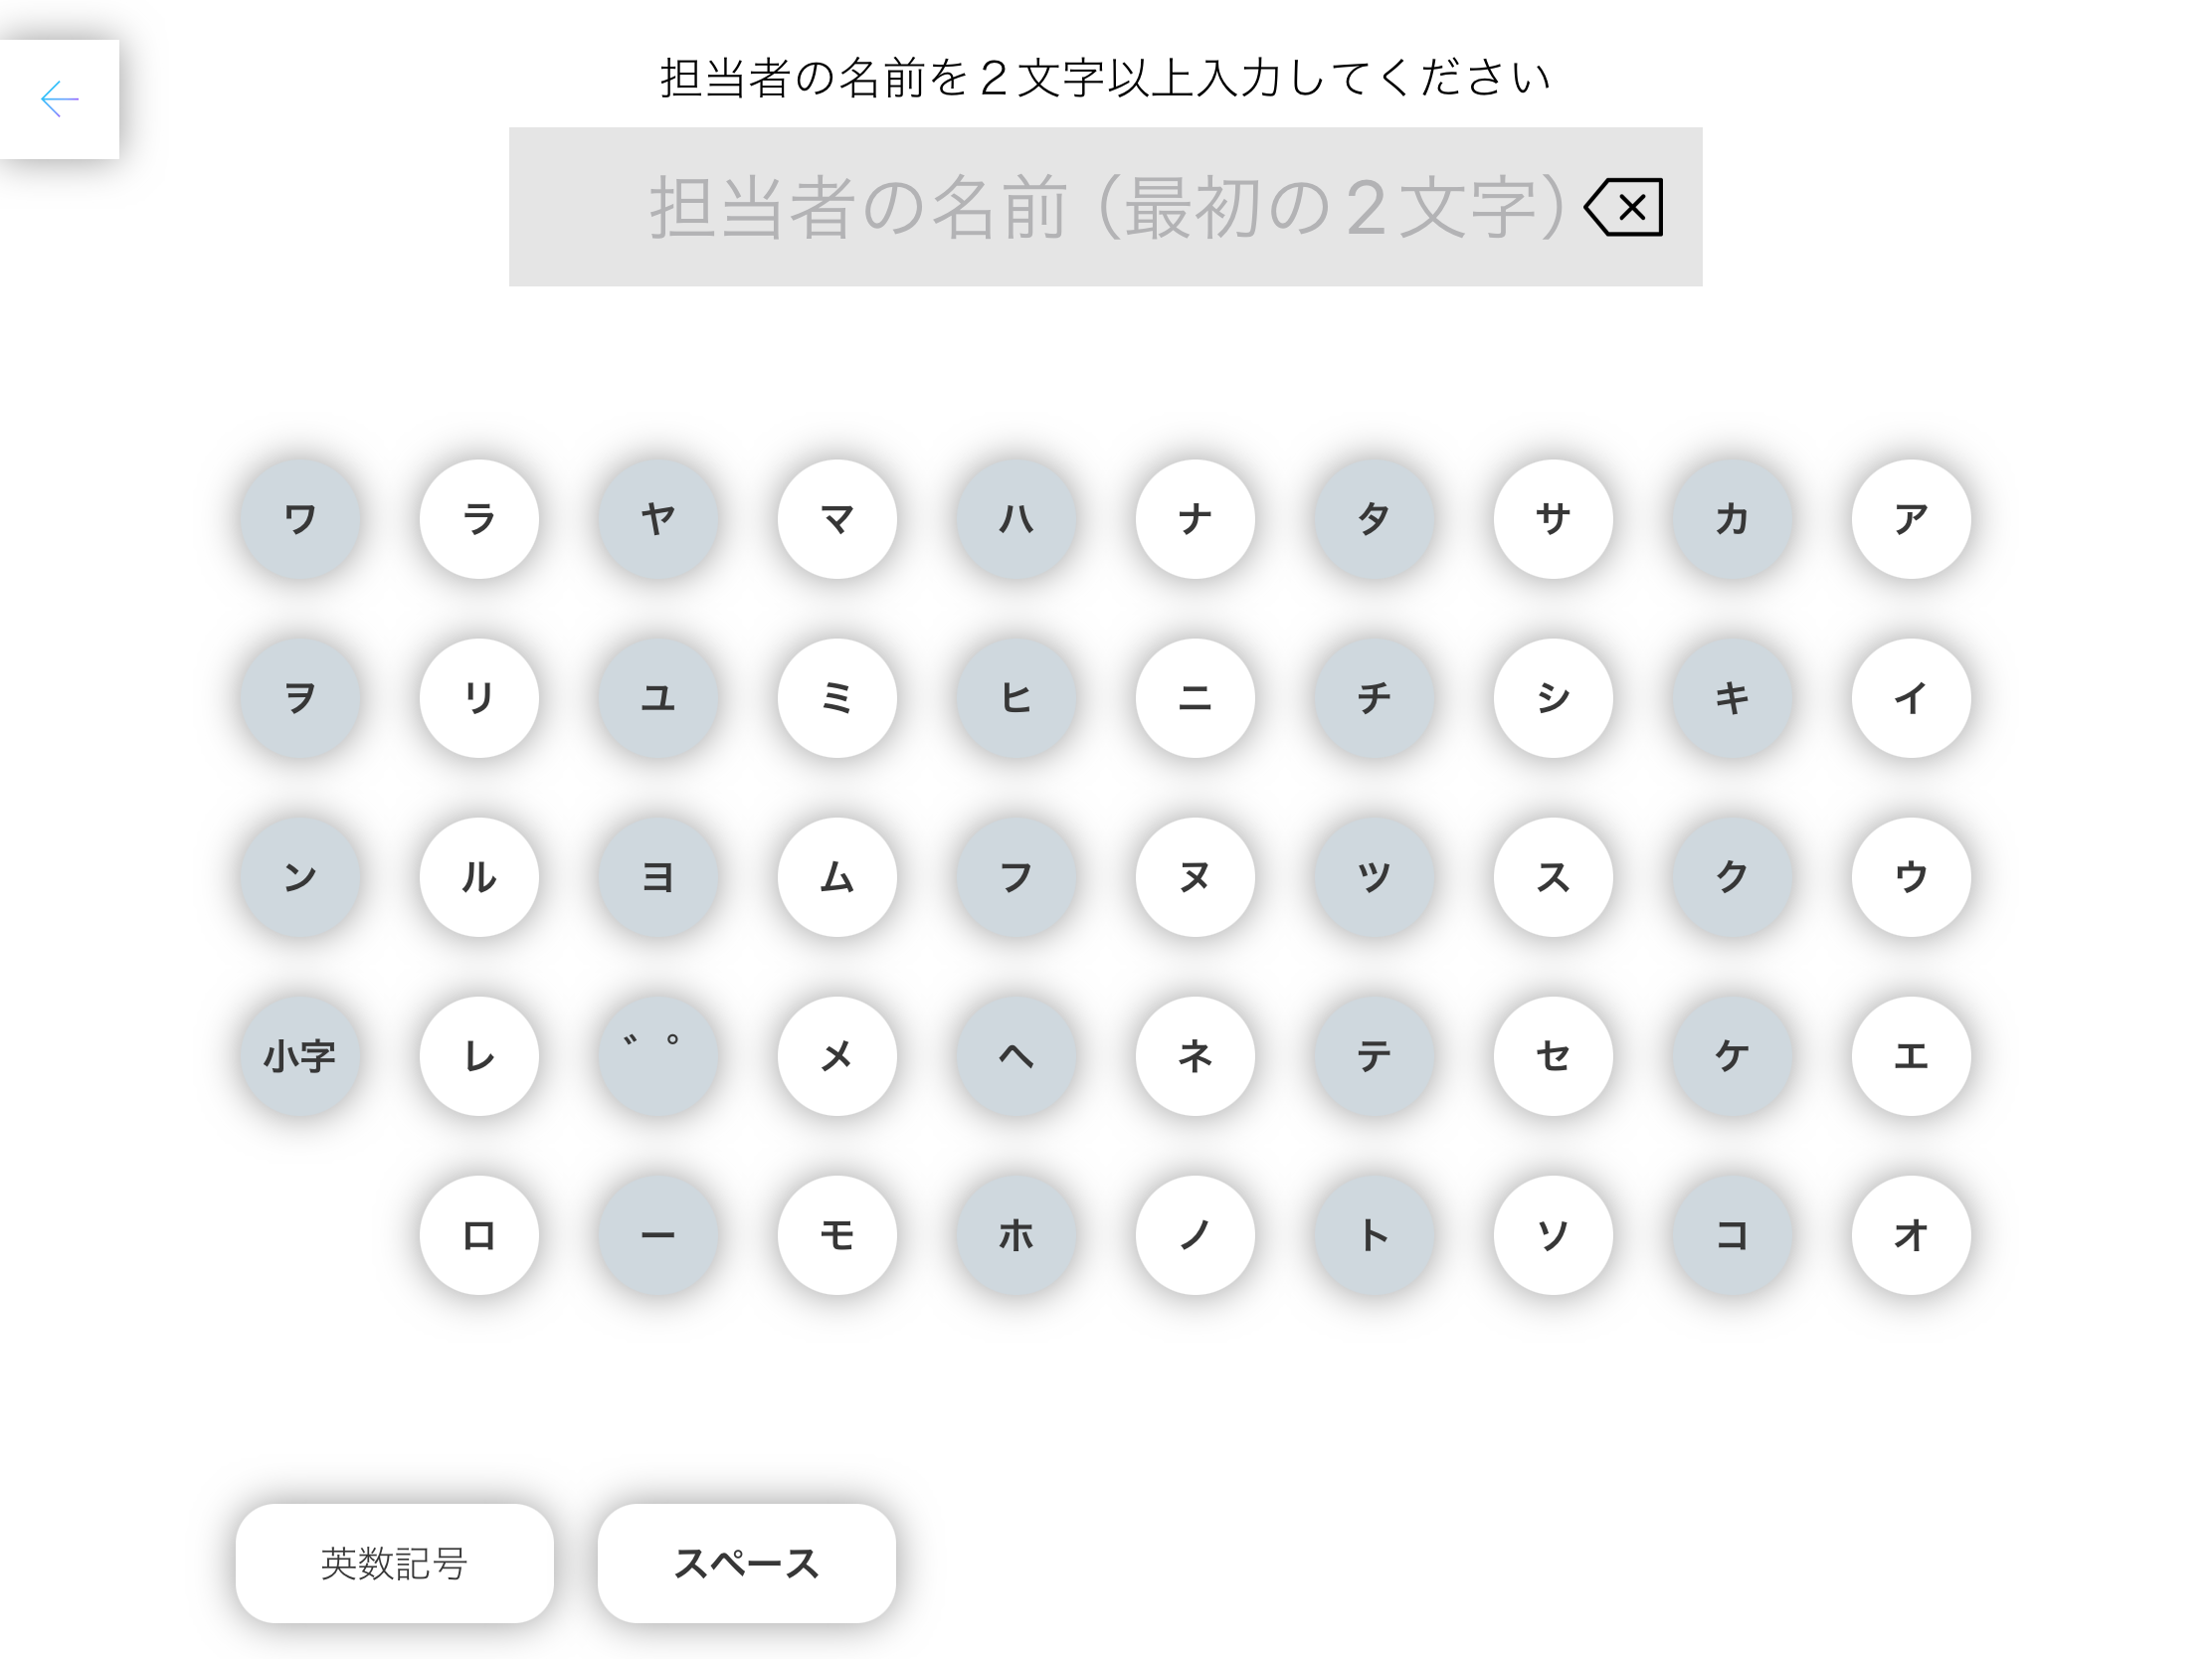 担当者の名前を２文字以上入力してください
担当者の名前（最初の２文字）
ワ ラ ヤ マ ハ ナ タ サ カ ア
ヲ リ ユ ミ ヒ ニ チ シ キ イ
ン ル ヨ ム フ ヌ ツ ス ク ウ
小字 レ ゛゜ メ ヘ ネ テ セ ケ エ
ロ ー モ ホ ノ ト ソ コ オ
英数記号 スペース